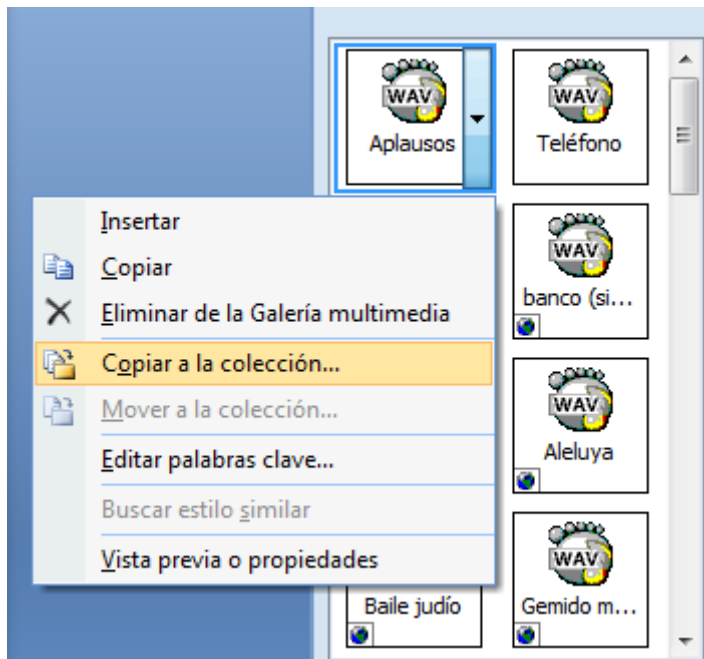 WAV
Aplausos
WAV
Teléfono
Insertar
Copiar
Eliminar de la Galería multimedia
Copiar a la colección...
Mover a la colección...
Editar palabras clave...
Buscar estilo similar
Vista previa o propiedades
WAV
banco (si...
WAV
Aleluya
Baile judío
WAV
Gemido m...